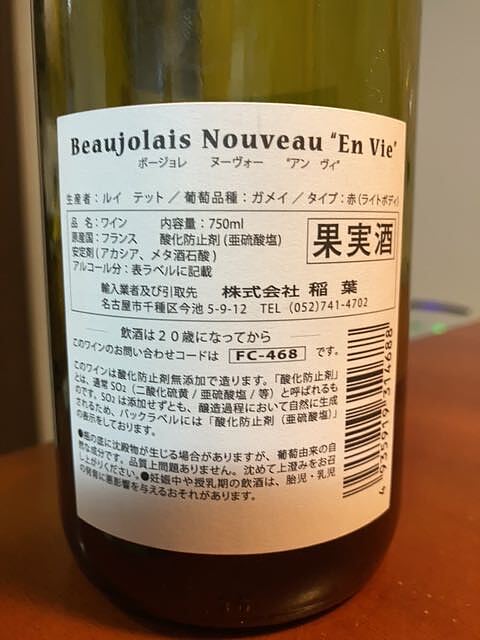 Beaujolais Nouveau "En Vie"
ボージョレ ヌーヴォー "アン ヴィ"
生産者：ルイ テット／葡萄品種：ガメイ／タイプ：赤(ライトボディ)
品 名：ワイン 内容量：750ml
原産国：フランス 酸化防止剤(亜硫酸塩)
安定剤(アカシア、メタ酒石酸)
アルコール分：表ラベルに記載
果実酒
輸入業者及び引取先 株式会社 稲 葉
名古屋市千種区今池 5-9-12 TEL (052)741-4702
飲酒は２０歳になってから
このワインのお問い合わせコードは FC-468 です。
このワインは酸化防止剤無添加で造ります。「酸化防止剤」
とは、通常 SO₂（二酸化硫黄/亜硫酸塩/等）と呼ばれるも
のです。SO₂ は添加せずとも、醸造過程において自然に生成
されるため、バックラベルには「酸化防止剤（亜硫酸塩）」
の表示をしております。
●瓶の底に沈殿物が生じる場合がありますが、葡萄由来の自
然な成分です。品質上問題ありません。沈めて上澄みをお召
し上がりください。●妊娠中や授乳期の飲酒は、胎児・乳児
の発育に悪影響を与えるおそれがあります。
4 935919 314688